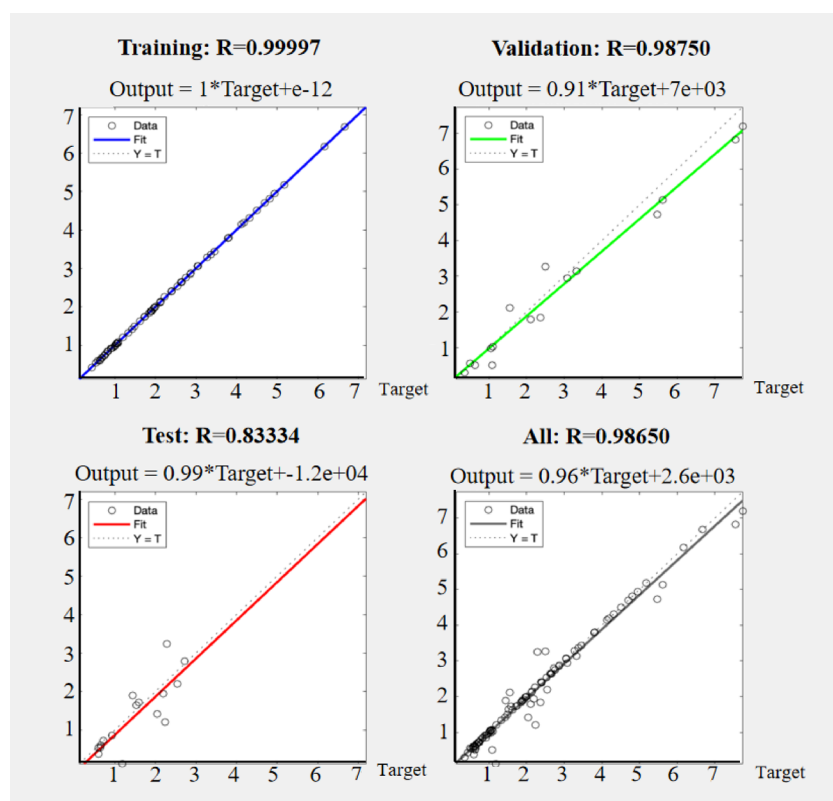 Training: R=0.99997
Output = 1*Target+e-12
7
6
5
4
3
2
1
Data
Fit
Y = T
1 2 3 4 5 6 7 Target
Validation: R=0.98750
Output = 0.91*Target+7e+03
7
6
5
4
3
2
1
Data
Fit
Y = T
1 2 3 4 5 6 7 Target
Test: R=0.83334
Output = 0.99*Target+-1.2e+04
7
6
5
4
3
2
1
Data
Fit
Y = T
1 2 3 4 5 6 7 Target
All: R=0.98650
Output = 0.96*Target+2.6e+03
7
6
5
4
3
2
1
Data
Fit
Y = T
1 2 3 4 5 6 7 Target